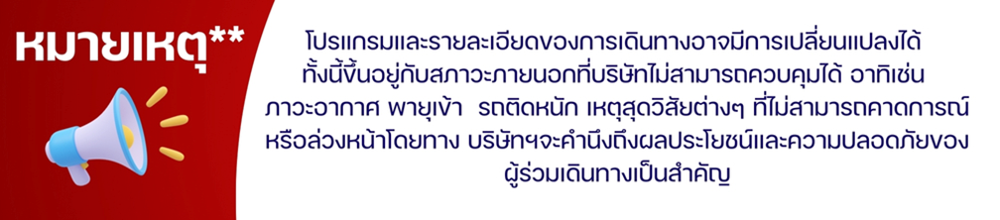 หมายเหตุ**
โปรแกรมและรายละเอียดของการเดินทางอาจมีการเปลี่ยนแปลงได้
ทั้งนี้ขึ้นอยู่กับสภาวะภายนอกที่บริษัทไม่สามารถควบคุมได้ อาทิเช่น
ภาวะอากาศ พายุเข้า รถติดหนัก เหตุสุดวิสัยต่างๆ ที่ไม่สามารถคาดการณ์
หรือล่วงหน้าโดยทาง บริษัทฯจะคำนึงถึงผลประโยชน์และความปลอดภัยของ
ผู้ร่วมเดินทางเป็นสำคัญ